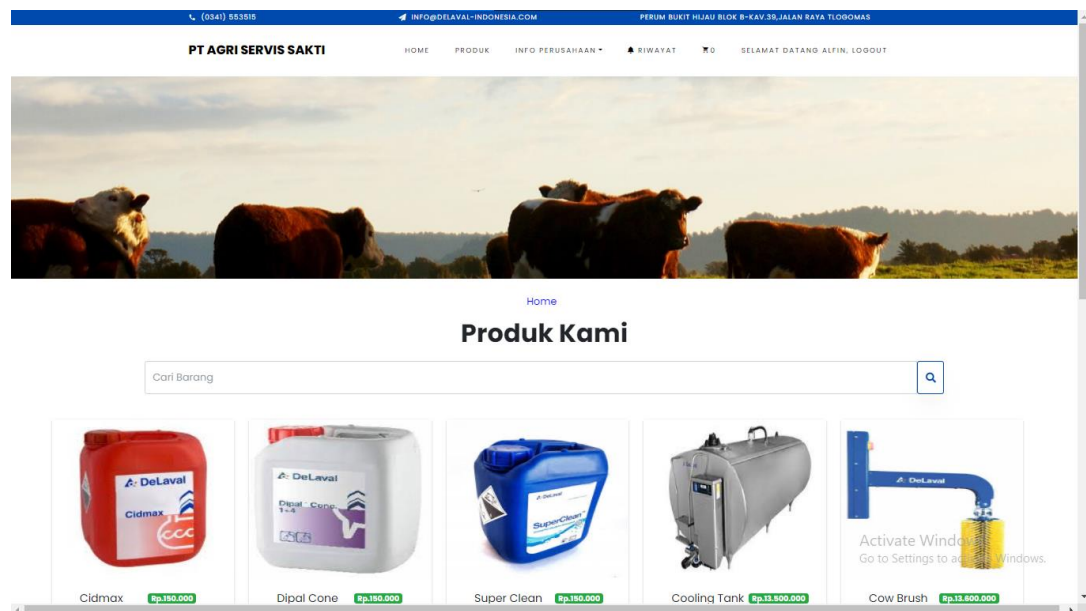 (0341) 553515 INFO@DELAVAL-INDONESIA.COM PERUM BUKIT HIJAU BLOK B-KAV.39,JALAN RAYA TLOGOMAS
PT AGRI SERVIS SAKTI HOME PRODUK INFO PERUSAHAAN RIWAYAT 0 SELAMAT DATANG ALFIN, LOGOUT
Home
Produk Kami
Cari Barang
DeLaval
Cidmax
CCC
DeLaval
Dipal Cone
1+4
DeLaval
SuperClean
DeLaval
Activate Windows
Go to Settings to activate Windows.
Cidmax Rp.150.000 Dipal Cone Rp.150.000 Super Clean Rp.150.000 Cooling Tank Rp.13.500.000 Cow Brush Rp.13.600.000